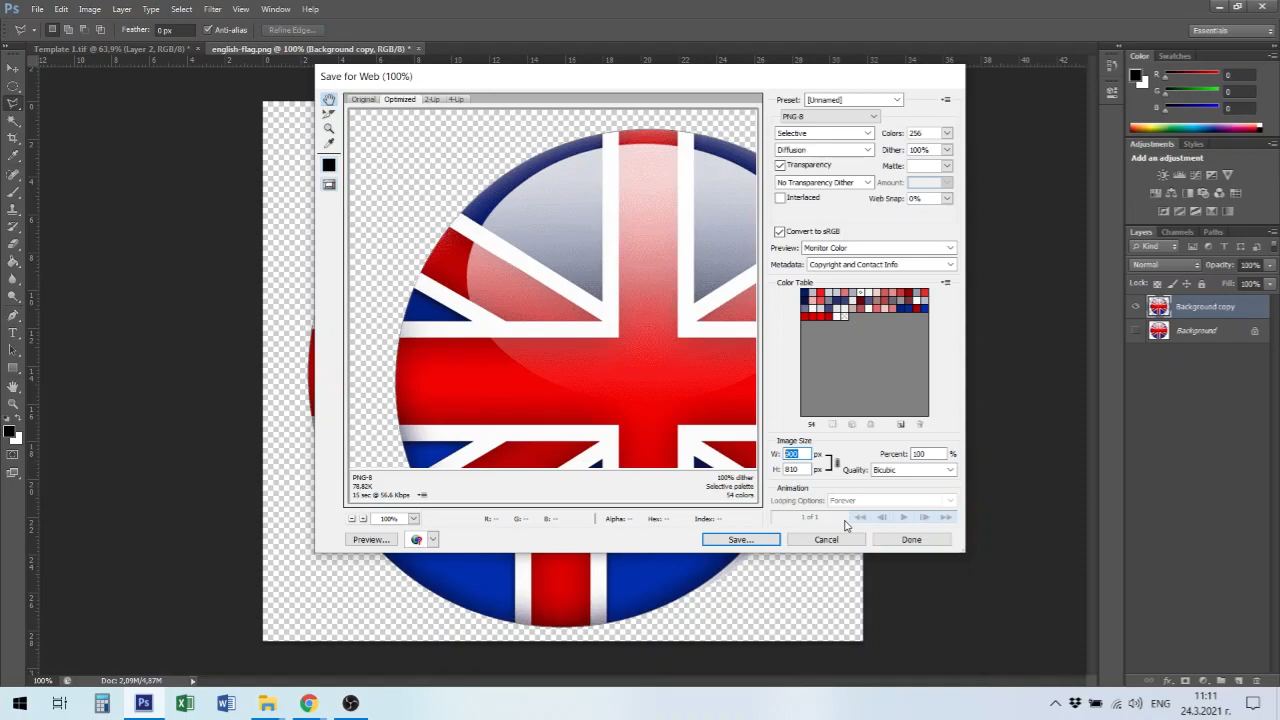 Ps File Edit Image Layer Type Select Filter View Window Help
Feather: 0 px Anti-alias Refine Edge... Essentials
Template 1.tif @ 63,9% (Layer 2, RGB/8) * × english-flag.png @ 100% (Background copy, RGB/8) * ×
Save for Web (100%)
Original Optimized 2-Up 4-Up
Preset: [Unnamed]
PNG-8
Selective Colors: 256
Diffusion Dither: 100%
Transparency Matte:
No Transparency Dither Amount:
Interlaced Web Snap: 0%
Convert to sRGB
Preview: Monitor Color
Metadata: Copyright and Contact Info
Color Table
54
Image Size
W: 900 px Percent: 100 %
H: 810 px Quality: Bicubic
Animation
Looping Options: Forever
1 of 1
PNG-8 100% dither
78.82K Selective palette
15 sec @ 56.6 Kbps 54 colors
100% R: -- G: -- B: -- Alpha: -- Hex: -- Index: --
Preview... Save... Cancel Done
Color Swatches
R 0
G 0
B 0
Adjustments Styles
Add an adjustment
Layers Channels Paths
Kind
Normal Opacity: 100%
Lock: Fill: 100%
Background copy
Background
100% Doc: 2,09M/4,87M
ENG
11:11
24.3.2021 г.